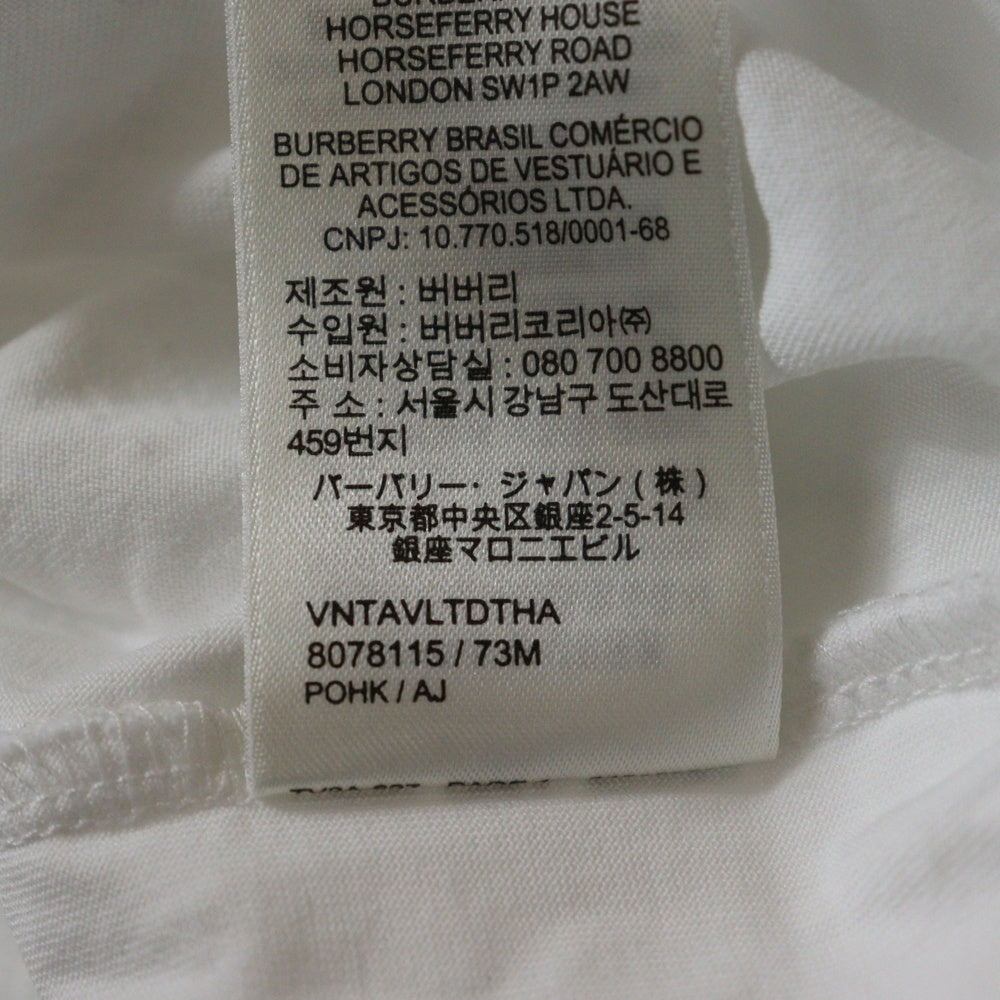 HORSEFERRY HOUSE
HORSEFERRY ROAD
LONDON SW1P 2AW
BURBERRY BRASIL COMÉRCIO
DE ARTIGOS DE VESTUÁRIO E
ACESSÓRIOS LTDA.
CNPJ: 10.770.518/0001-68
제조원 : 버버리
수입원 : 버버리코리아㈜
소비자상담실 : 080 700 8800
주 소 : 서울시 강남구 도산대로
459번지
バーバリー・ジャパン ( 株 )
東京都中央区銀座2-5-14
銀座マロニエビル
VNTAVLTDTHA
8078115 / 73M
POHK / AJ